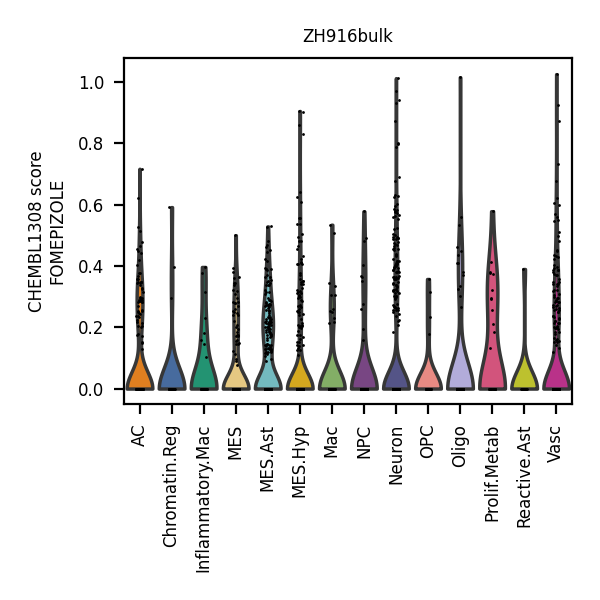 ZH916bulk
CHEMBL1308 score
FOMEPIZOLE
1.0
0.8
0.6
0.4
0.2
0.0
AC
Chromatin.Reg
Inflammatory.Mac
MES
MES.Ast
MES.Hyp
Mac
NPC
Neuron
OPC
Oligo
Prolif.Metab
Reactive.Ast
Vasc